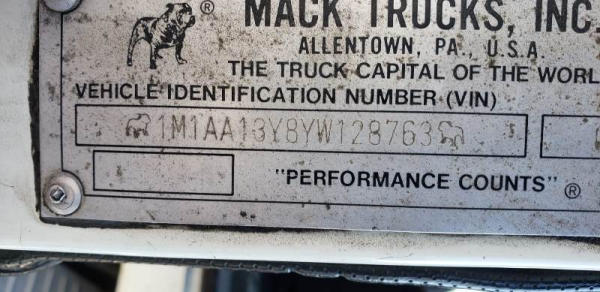 ®
MACK TRUCKS, INC.
ALLENTOWN, PA., U.S.A
THE TRUCK CAPITAL OF THE WORL
VEHICLE IDENTIFICATION NUMBER (VIN)
1M1AA13Y8YW128763
"PERFORMANCE COUNTS" ®